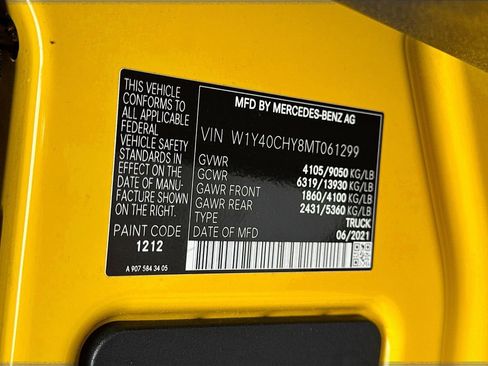 MFD BY MERCEDES-BENZ AG
THIS VEHICLE
CONFORMS TO
ALL APPLICABLE
FEDERAL
VEHICLE SAFETY
STANDARDS IN
EFFECT ON THE
DATE OF MANU-
FACTURE SHOWN
ON THE RIGHT.
PAINT CODE
1212
A 907 584 34 05
VIN W1Y40CHY8MT061299
GVWR 4105/9050 KG/LB
GCWR 6319/13930 KG/LB
GAWR FRONT 1860/4100 KG/LB
GAWR REAR 2431/5360 KG/LB
TYPE TRUCK
DATE OF MFD 06/2021